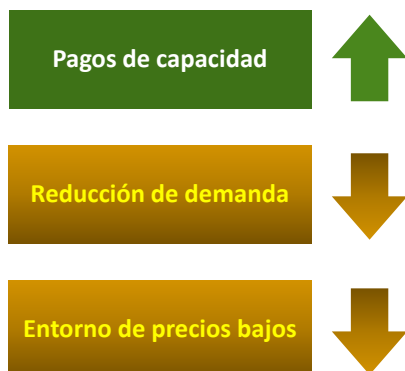 Pagos de capacidad
Reducción de demanda
Entorno de precios bajos